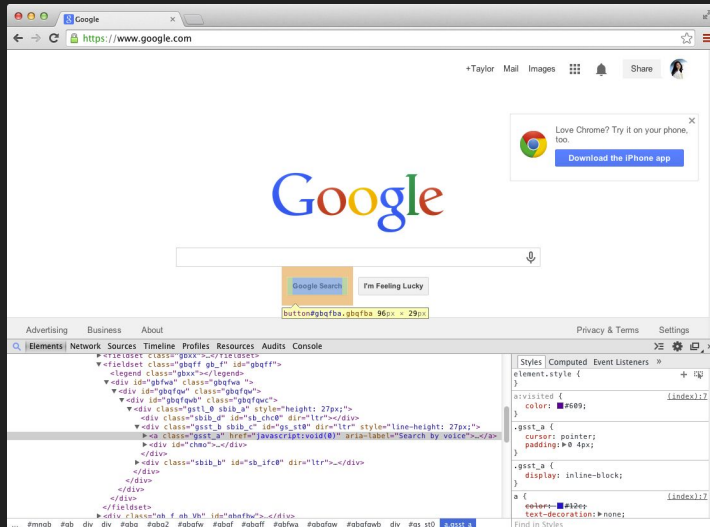 Google
https://www.google.com
+Taylor Mail Images Share
Love Chrome? Try it on your phone, too.
Download the iPhone app
Google
Google Search I'm Feeling Lucky
button#gbqfba.gbqfba 96px × 29px
Advertising Business About Privacy & Terms Settings
Elements Network Sources Timeline Profiles Resources Audits Console
▶<fieldset class="gbxx">…</fieldset>
▼<fieldset class="gbqff gb_f" id="gbqff">
<legend class="gbxx"></legend>
▼<div id="gbfwa" class="gbqfwa ">
▼<div id="gbqfqw" class="gbqfqw">
▼<div id="gbqfqwb" class="gbqfqwc">
▼<div class="gstl_0 sbib_a" style="height: 27px;">
<div class="sbib_d" id="sb_chc0" dir="ltr"></div>
▼<div class="gsst_b sbib_c" id="gs_st0" dir="ltr" style="line-height: 27px;">
▶<a class="gsst_a" href="javascript:void(0)" aria-label="Search by voice">…</a>
▶<div id="chmo">…</div>
</div>
▶<div class="sbib_b" id="sb_ifc0" dir="ltr">…</div>
</div>
</div>
</div>
</div>
</fieldset>
▶<div class="gb_f gb_Vb" id="gbqfbw">…</div>
… #mngb #gb div div #gbq #gbq2 #gbqfw #gbqf #gbqff #gbfwa #gbqfqw #gbqfqwb div #gs_st0 a.gsst_a
Styles Computed Event Listeners »
element.style {
}
a:visited { (index):7
color: #609;
}
.gsst_a {
cursor: pointer;
padding:▶0 4px;
}
.gsst_a {
display: inline-block;
}
a { (index):7
color: #12c;
text-decoration:▶none;
Find in Styles